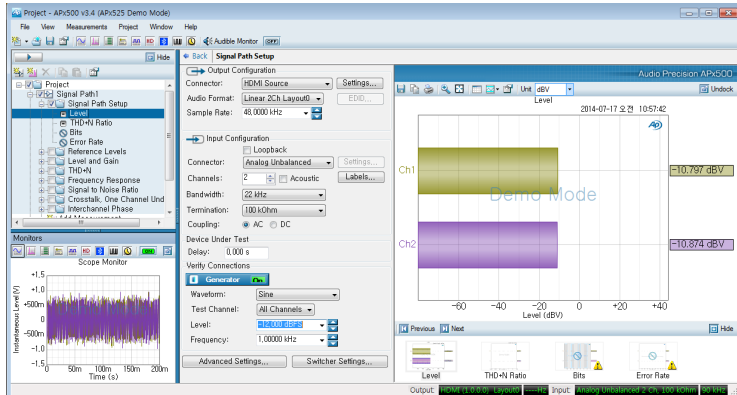 Project - APx500 v3.4 (APx525 Demo Mode)
File View Measurements Project Window Help
Audible Monitor OFF
Hide
Back Signal Path Setup
Project
Signal Path1
Signal Path Setup
Level
THD+N Ratio
Bits
Error Rate
Reference Levels
Level and Gain
THD+N
Frequency Response
Signal to Noise Ratio
Crosstalk, One Channel Und
Interchannel Phase
Add Measurement
Monitors
Scope Monitor
Instantaneous Level (V)
+1.5
+1.0
+500m
0
-500m
-1.0
-1.5
0 50m 100m 150m 200m
Time (s)
Output Configuration
Connector: HDMI Source Settings...
Audio Format: Linear 2Ch Layout0 EDID...
Sample Rate: 48.0000 kHz
Input Configuration
Loopback
Connector: Analog Unbalanced Settings...
Channels: 2 Acoustic Labels...
Bandwidth: 22 kHz
Termination: 100 kOhm
Coupling: AC DC
Device Under Test
Delay: 0.000 s
Verify Connections
Generator On
Waveform: Sine
Test Channel: All Channels
Level: -12.000 dBFS
Frequency: 1.00000 kHz
Advanced Settings... Switcher Settings...
Audio Precision APx500
Unit dBV Undock
Level
2014-07-17 오전 10:57:42
AP
Ch1 -10.797 dBV
Demo Mode
Ch2 -10.874 dBV
-60 -40 -20 0 +20 +40
Level (dBV)
Previous Next Hide
Level THD+N Ratio Bits Error Rate
Output: HDMI (1.0.0.0) Layout0 ----Hz Input: Analog Unbalanced 2 Ch, 100 kOhm 90 kHz